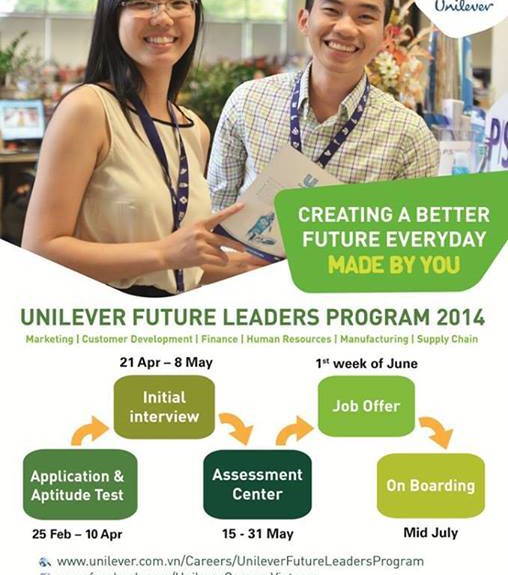 Unilever
PS
CREATING A BETTER
FUTURE EVERYDAY
MADE BY YOU
UNILEVER FUTURE LEADERS PROGRAM 2014
Marketing | Customer Development | Finance | Human Resources | Manufacturing | Supply Chain
21 Apr – 8 May
1st week of June
Initial
interview
Job Offer
Application &
Aptitude Test
Assessment
Center
On Boarding
25 Feb – 10 Apr
15 - 31 May
Mid July
www.unilever.com.vn/Careers/UnileverFutureLeadersProgram